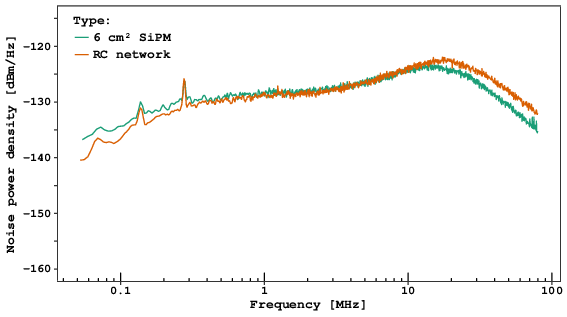 Type:
6 cm² SiPM
RC network
Noise power density [dBm/Hz]
−120
−130
−140
−150
−160
0.1
1
10
100
Frequency [MHz]